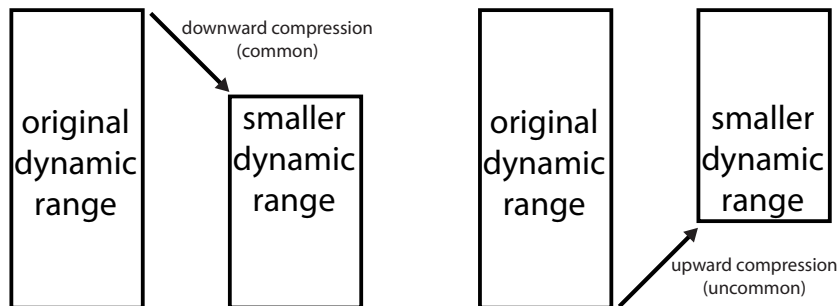 downward compression
(common)
original
dynamic
range
smaller
dynamic
range
original
dynamic
range
smaller
dynamic
range
upward compression
(uncommon)